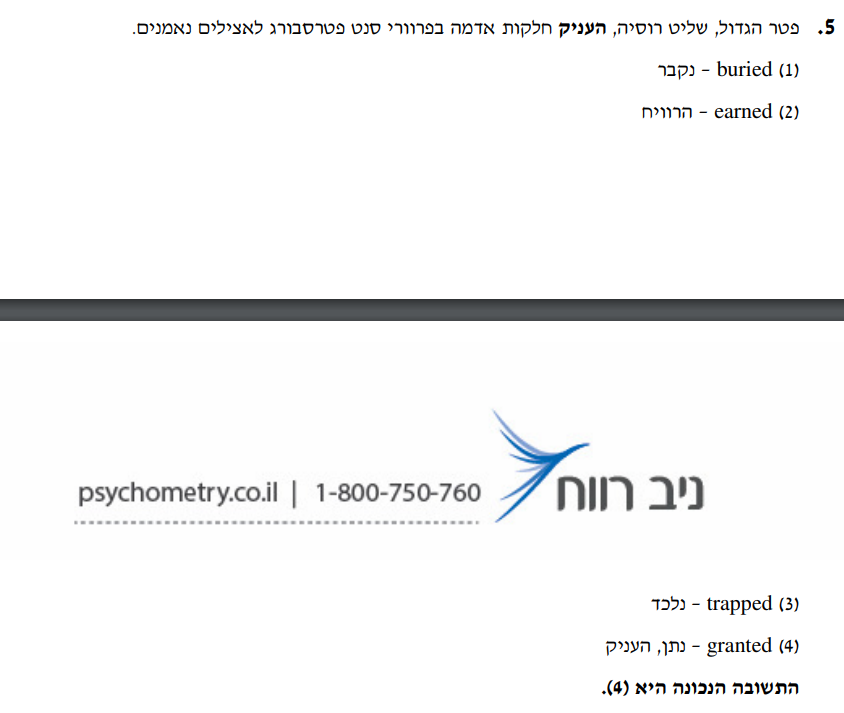 5. פטר הגדול, שליט רוסיה, העניק חלקות אדמה בפרוורי סנט פטרסבורג לאצילים נאמנים.
(1) buried – נקבר
(2) earned – הרוויח
psychometry.co.il | 1-800-750-760
ניב רווח
(3) trapped – נלכד
(4) granted – נתן, העניק
התשובה הנכונה היא (4).